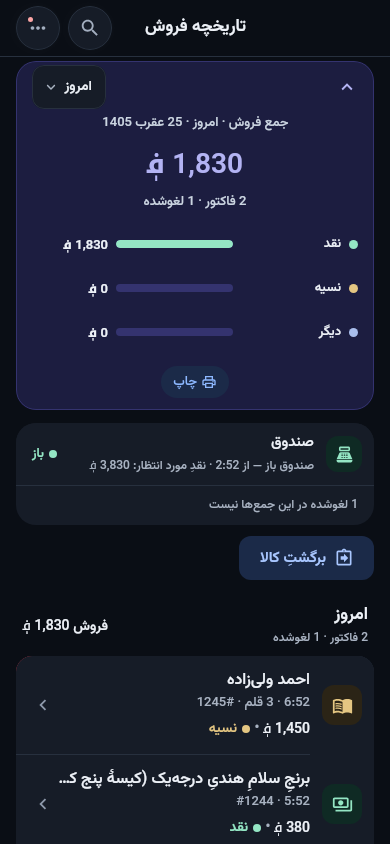 تاریخچه فروش
امروز
جمع فروش · امروز · 25 عقرب 1405
1,830 ؋
2 فاکتور · 1 لغوشده
نقد 1,830 ؋
نسیه 0 ؋
دیگر 0 ؋
چاپ
صندوق
باز
صندوق باز — از 2:52 · نقدِ مورد انتظار: 3,830 ؋
1 لغوشده در این جمع‌ها نیست
برگشتِ کالا
امروز
فروش 1,830 ؋
2 فاکتور · 1 لغوشده
احمد ولی‌زاده
6:52 · 3 قلم · #1245
1,450 ؋ · نسیه
برنجِ سلامِ هندیِ درجه‌یک (کیسهٔ پنج ک…
5:52 · #1244
380 ؋ · نقد